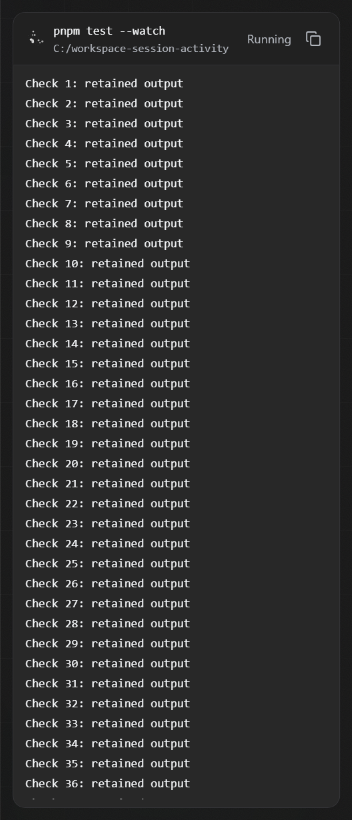 pnpm test --watch
C:/workspace-session-activity
Running
Check 1: retained output
Check 2: retained output
Check 3: retained output
Check 4: retained output
Check 5: retained output
Check 6: retained output
Check 7: retained output
Check 8: retained output
Check 9: retained output
Check 10: retained output
Check 11: retained output
Check 12: retained output
Check 13: retained output
Check 14: retained output
Check 15: retained output
Check 16: retained output
Check 17: retained output
Check 18: retained output
Check 19: retained output
Check 20: retained output
Check 21: retained output
Check 22: retained output
Check 23: retained output
Check 24: retained output
Check 25: retained output
Check 26: retained output
Check 27: retained output
Check 28: retained output
Check 29: retained output
Check 30: retained output
Check 31: retained output
Check 32: retained output
Check 33: retained output
Check 34: retained output
Check 35: retained output
Check 36: retained output